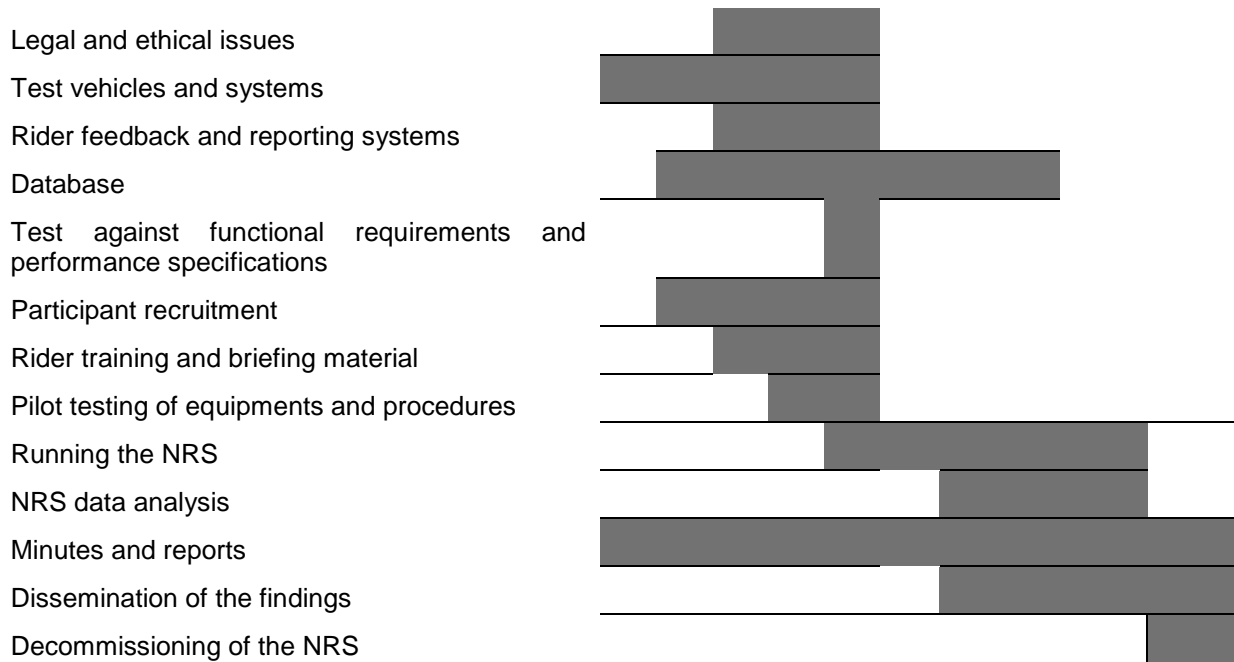 Legal and ethical issues
Test vehicles and systems
Rider feedback and reporting systems
Database
Test against functional requirements and
performance specifications
Participant recruitment
Rider training and briefing material
Pilot testing of equipments and procedures
Running the NRS
NRS data analysis
Minutes and reports
Dissemination of the findings
Decommissioning of the NRS